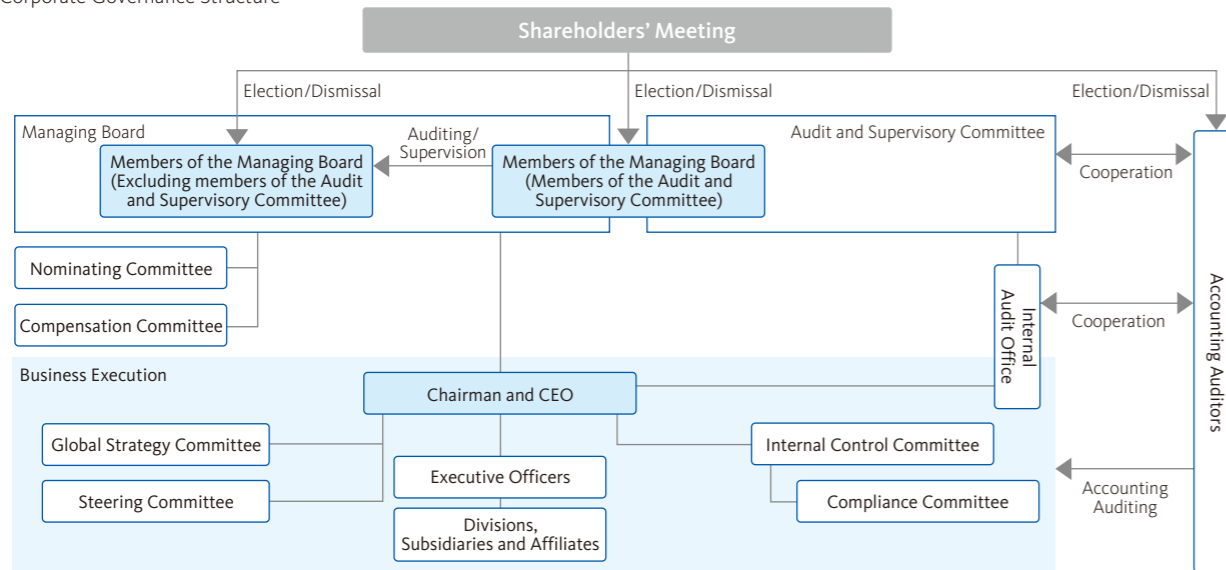 Corporate Governance Structure
Shareholders' Meeting
Election/Dismissal
Election/Dismissal
Election/Dismissal
Managing Board
Members of the Managing Board
(Excluding members of the Audit
and Supervisory Committee)
Auditing/
Supervision
Members of the Managing Board
(Members of the Audit and
Supervisory Committee)
Audit and Supervisory Committee
Cooperation
Nominating Committee
Compensation Committee
Internal
Audit Office
Cooperation
Accounting Auditors
Business Execution
Chairman and CEO
Global Strategy Committee
Steering Committee
Executive Officers
Divisions,
Subsidiaries and Affiliates
Internal Control Committee
Compliance Committee
Accounting
Auditing